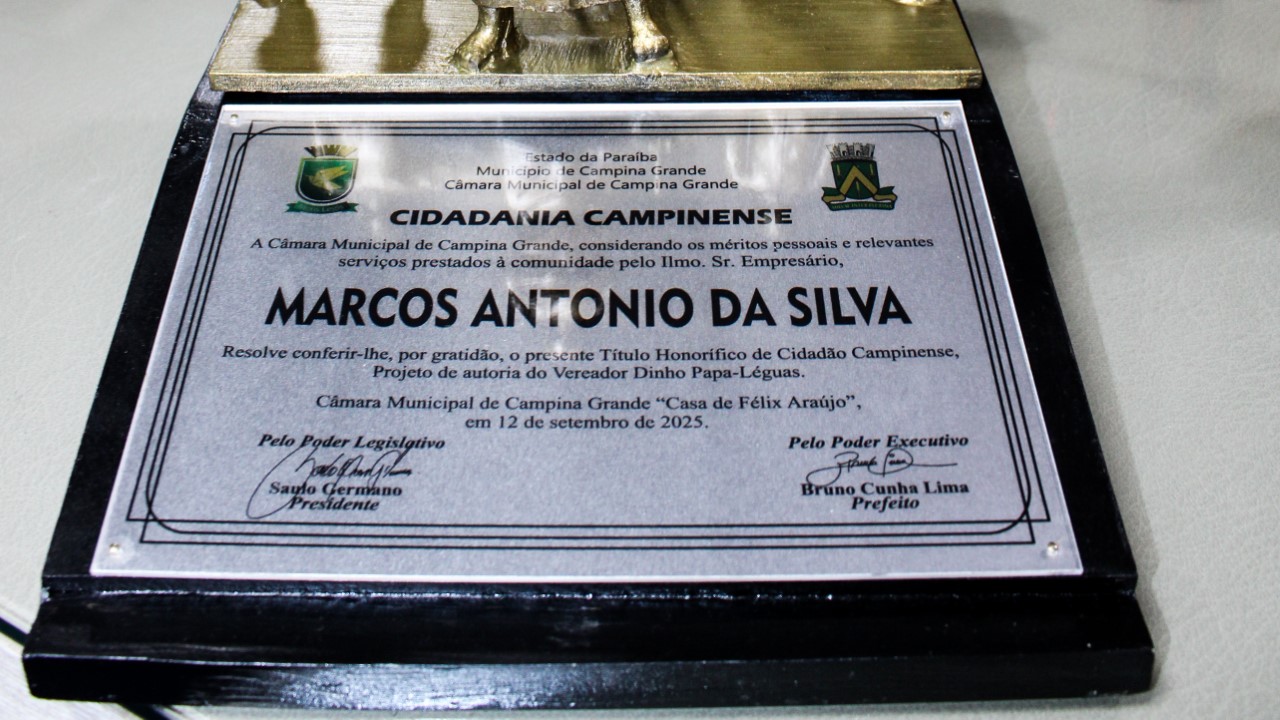 Estado da Paraíba
Município de Campina Grande
Câmara Municipal de Campina Grande
CIDADANIA CAMPINENSE
A Câmara Municipal de Campina Grande, considerando os méritos pessoais e relevantes
serviços prestados à comunidade pelo Ilmo. Sr. Empresário,
MARCOS ANTONIO DA SILVA
Resolve conferir-lhe, por gratidão, o presente Título Honorífico de Cidadão Campinense,
Projeto de autoria do Vereador Dinho Papa-Léguas.
Câmara Municipal de Campina Grande “Casa de Félix Araújo”,
em 12 de setembro de 2025.
Pelo Poder Legislativo
Saulo Germano
Presidente
Pelo Poder Executivo
Bruno Cunha Lima
Prefeito